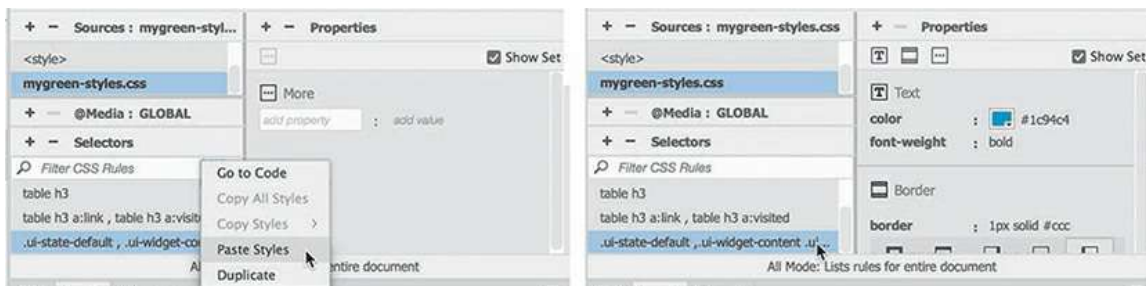 + − Sources : mygreen-styl...
<style>
mygreen-styles.css
+ − @Media : GLOBAL
+ − Selectors
Filter CSS Rules
table h3
table h3 a:link , table h3 a:visit
.ui-state-default , .ui-widget-co
+ − Properties
Show Set
More
add property : add value
Go to Code
Copy All Styles
Copy Styles >
Paste Styles
Duplicate
entire document
+ − Sources : mygreen-styles.css
<style>
mygreen-styles.css
+ − @Media : GLOBAL
+ − Selectors
Filter CSS Rules
table h3
table h3 a:link , table h3 a:visited
.ui-state-default , .ui-widget-content .u...
+ − Properties
T Show Set
T Text
color : #1c94c4
font-weight : bold
Border
border : 1px solid #ccc
All Mode: Lists rules for entire document